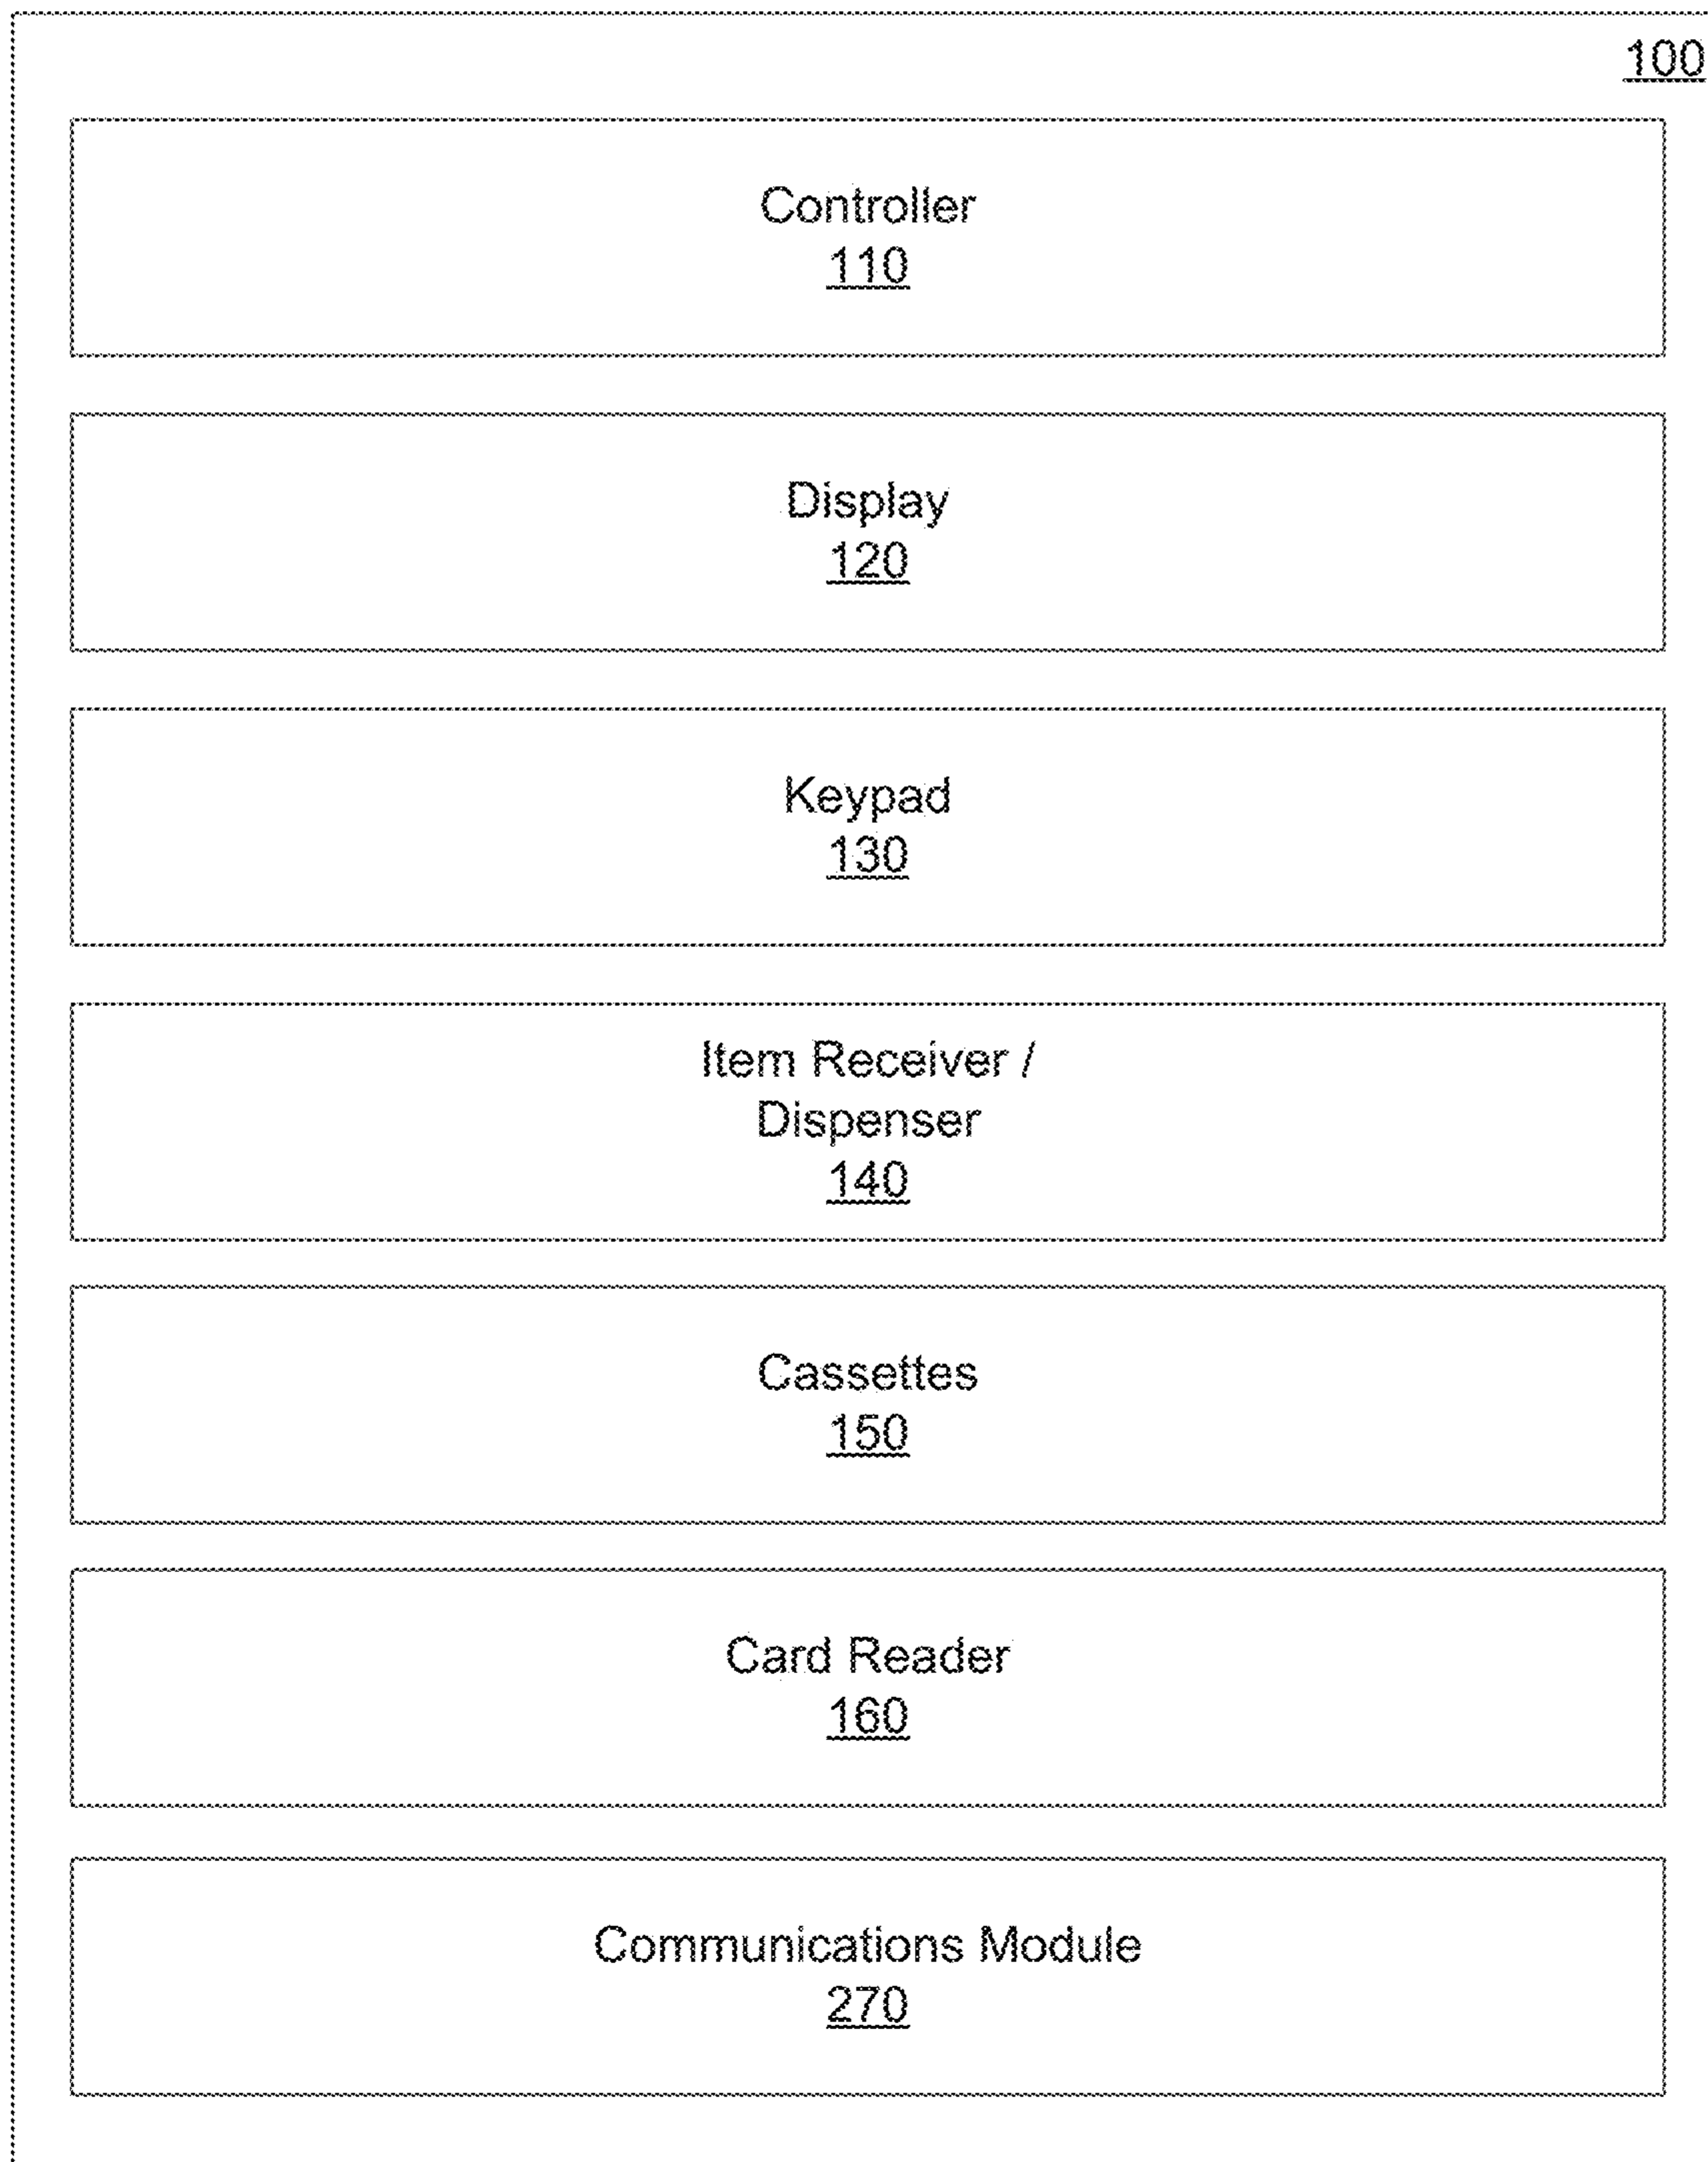 100
Controller
110
Display
120
Keypad
130
Item Receiver /
Dispenser
140
Cassettes
150
Card Reader
160
Communications Module
270